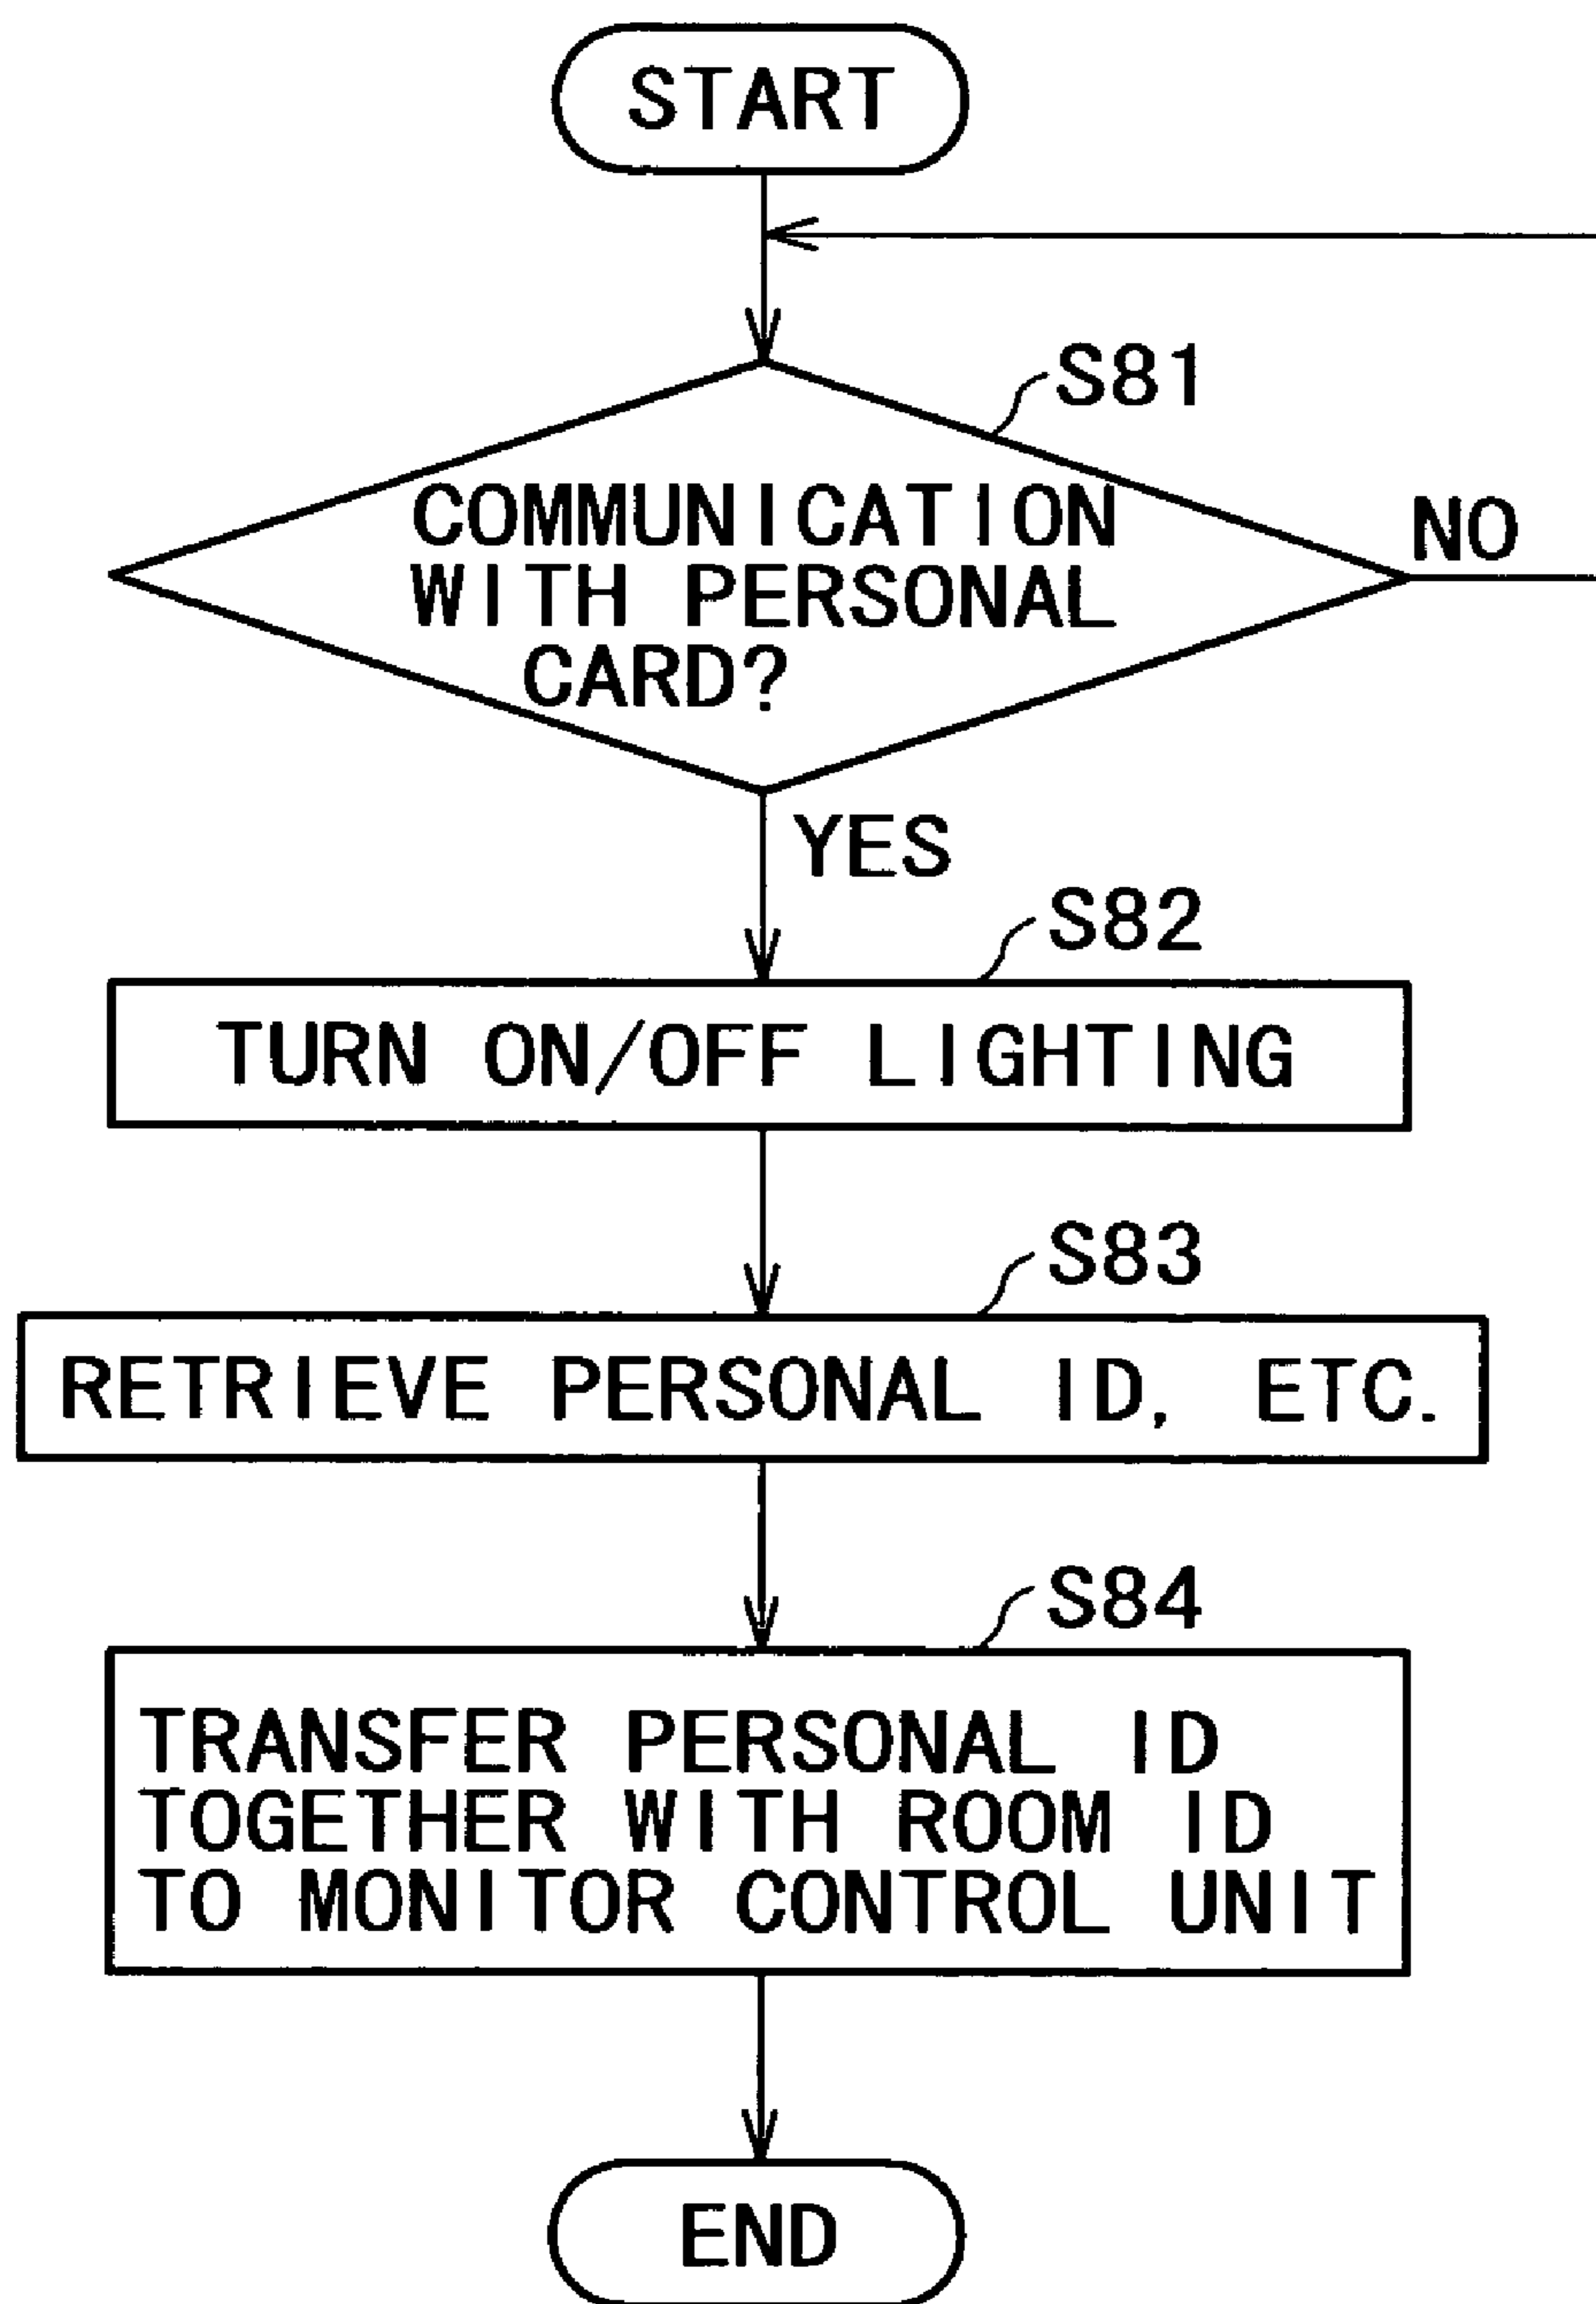 START
S81
COMMUNICATION
WITH PERSONAL
CARD?
NO
YES
S82
TURN ON/OFF LIGHTING
S83
RETRIEVE PERSONAL ID, ETC.
S84
TRANSFER PERSONAL ID
TOGETHER WITH ROOM ID
TO MONITOR CONTROL UNIT
END